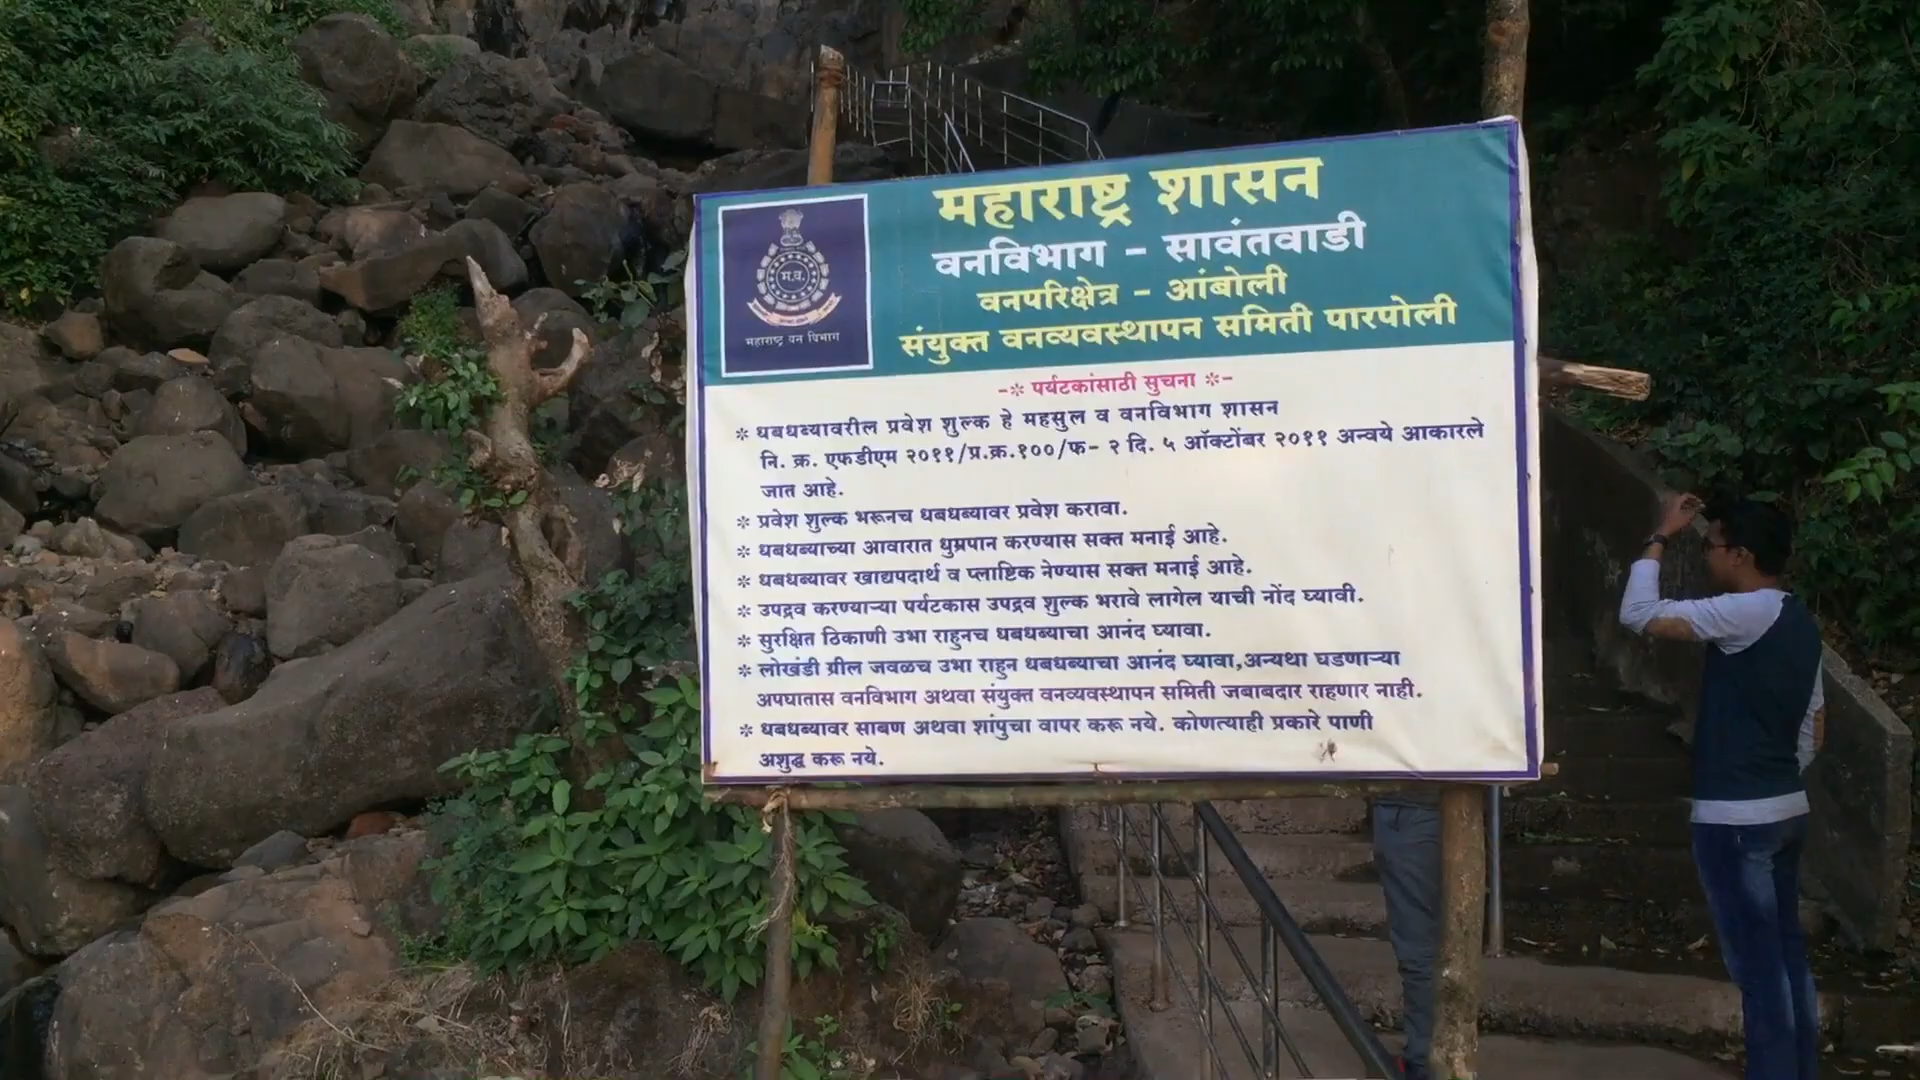 महाराष्ट्र शासन
वनविभाग - सावंतवाडी
वनपरिक्षेत्र - आंबोली
संयुक्त वनव्यवस्थापन समिती पारपोली
म.व.
महाराष्ट्र वन विभाग
-※ पर्यटकांसाठी सुचना ※-
※ धबधब्यावरील प्रवेश शुल्क हे महसुल व वनविभाग शासन
नि. क्र. एफडीएम २०११/प्र.क्र.१००/फ- २ दि. ५ ऑक्टोंबर २०११ अन्वये आकारले
जात आहे.
※ प्रवेश शुल्क भरूनच धबधब्यावर प्रवेश करावा.
※ धबधब्याच्या आवारात धुम्रपान करण्यास सक्त मनाई आहे.
※ धबधब्यावर खाद्यपदार्थ व प्लाष्टिक नेण्यास सक्त मनाई आहे.
※ उपद्रव करण्याऱ्या पर्यटकास उपद्रव शुल्क भरावे लागेल याची नोंद घ्यावी.
※ सुरक्षित ठिकाणी उभा राहुनच धबधब्याचा आनंद घ्यावा.
※ लोखंडी ग्रील जवळच उभा राहुन धबधब्याचा आनंद घ्यावा,अन्यथा घडणाऱ्या
अपघातास वनविभाग अथवा संयुक्त वनव्यवस्थापन समिती जबाबदार राहणार नाही.
※ धबधब्यावर साबण अथवा शांपुचा वापर करू नये. कोणत्याही प्रकारे पाणी
अशुद्ध करू नये.